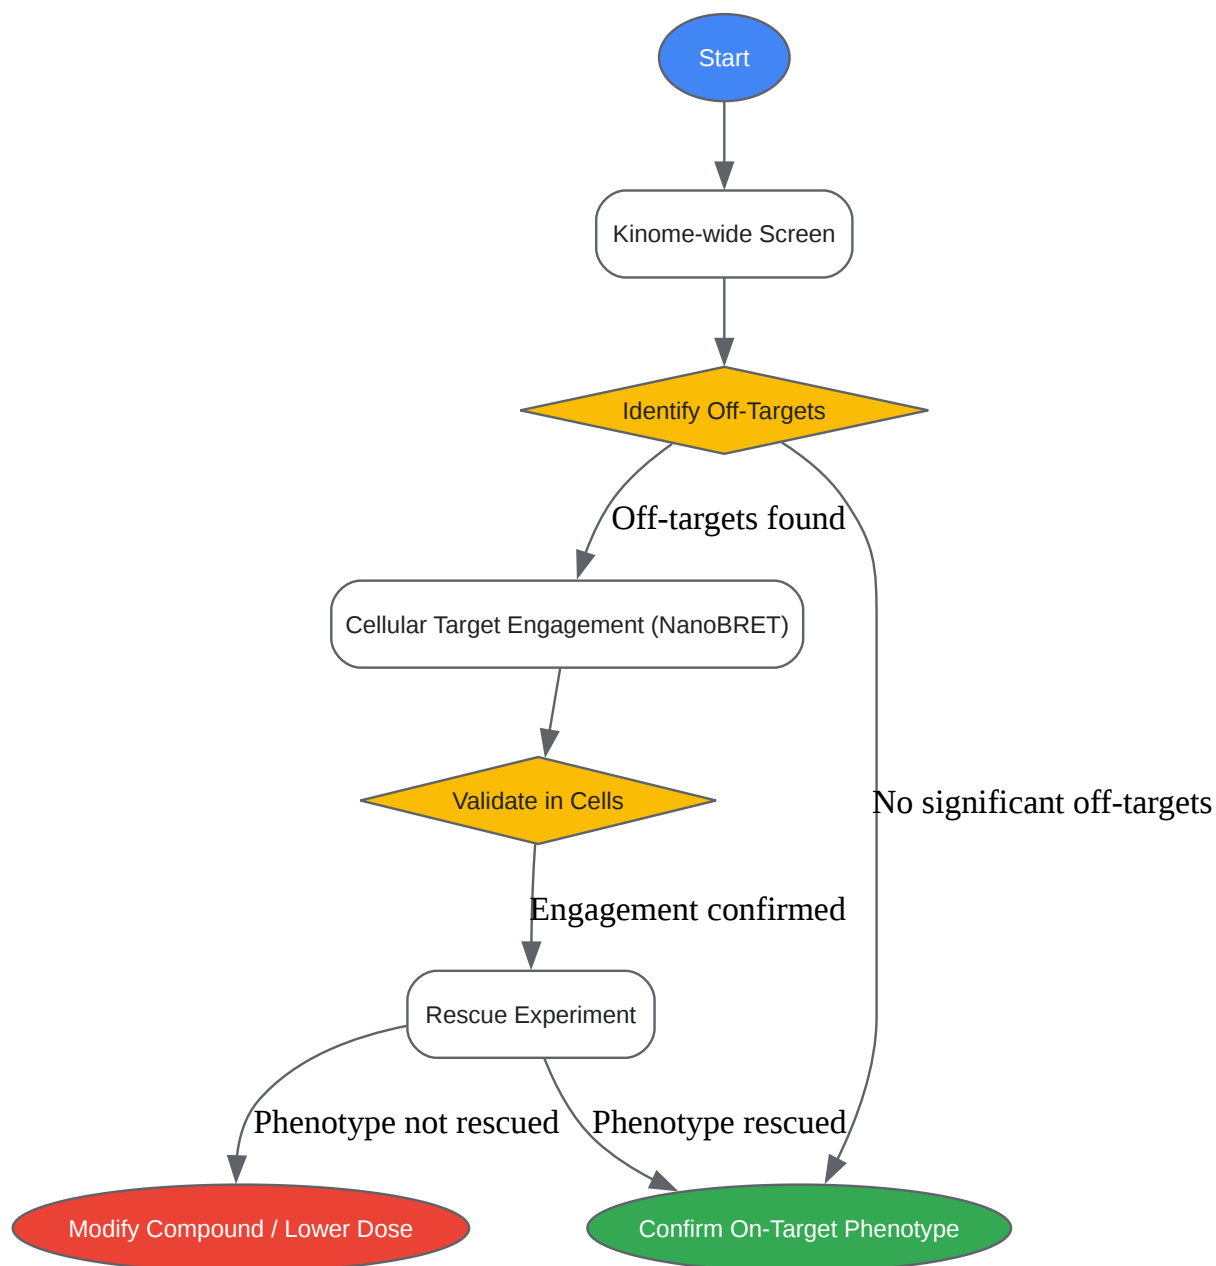 Start
Kinome-wide Screen
Identify Off-Targets
Off-targets found
Cellular Target Engagement (NanoBRET)
Validate in Cells
No significant off-targets
Engagement confirmed
Rescue Experiment
Phenotype not rescued
Phenotype rescued
Modify Compound / Lower Dose
Confirm On-Target Phenotype